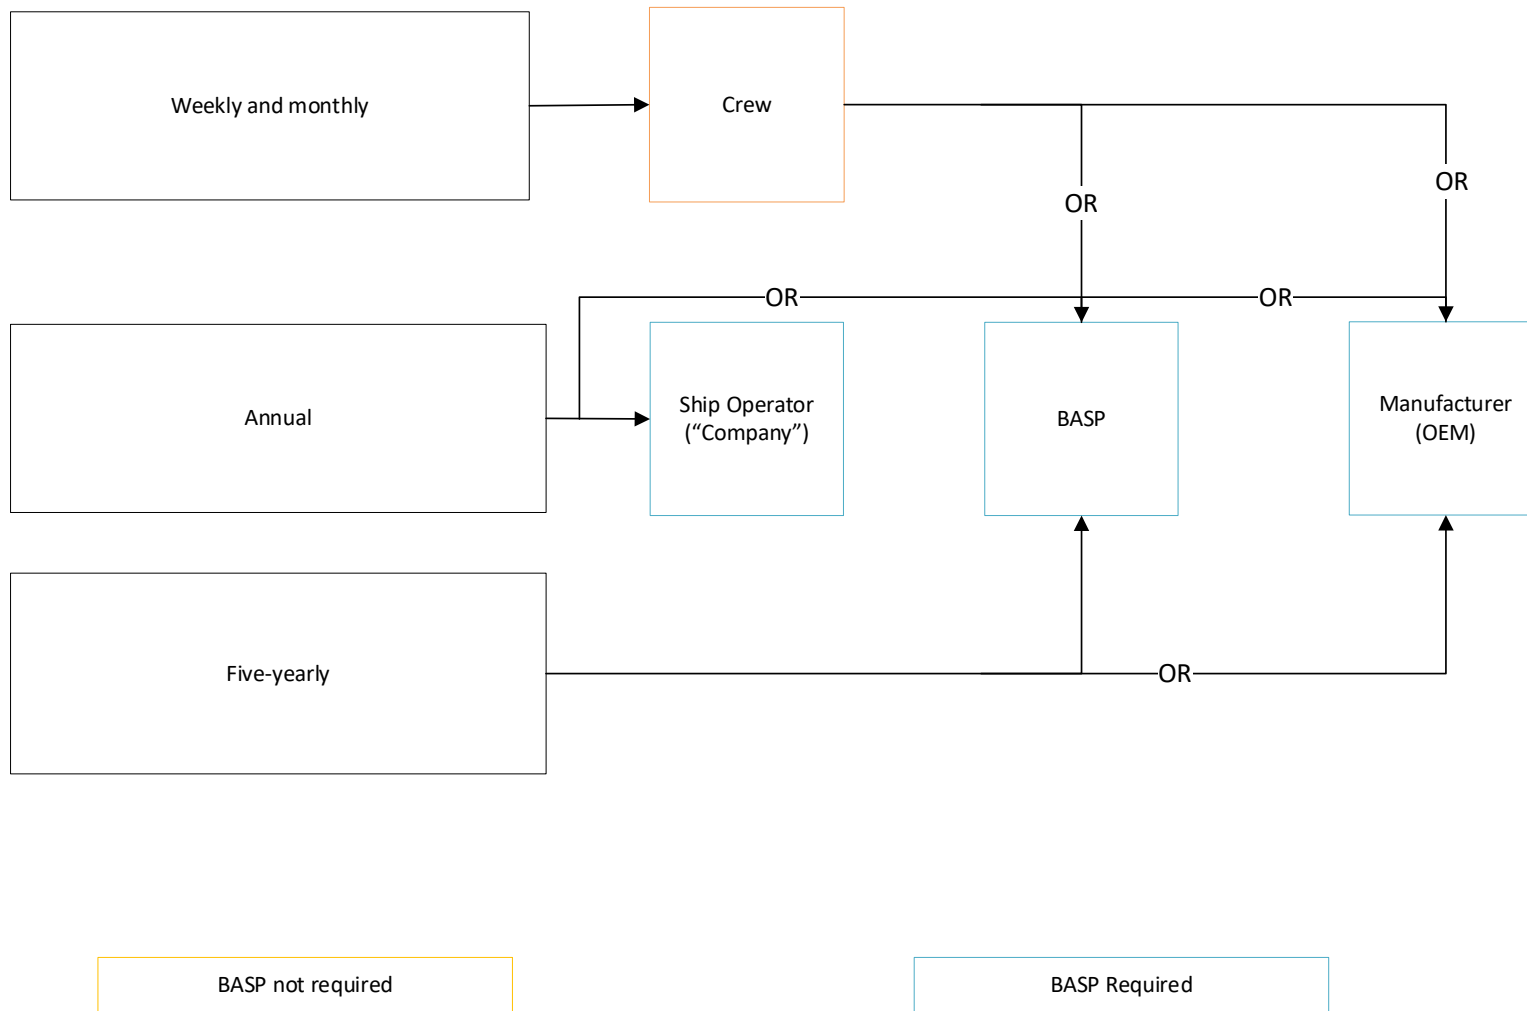 Weekly and monthly
Crew
OR
OR
OR
OR
Annual
Ship Operator
(“Company”)
BASP
Manufacturer
(OEM)
Five-yearly
OR
BASP not required
BASP Required